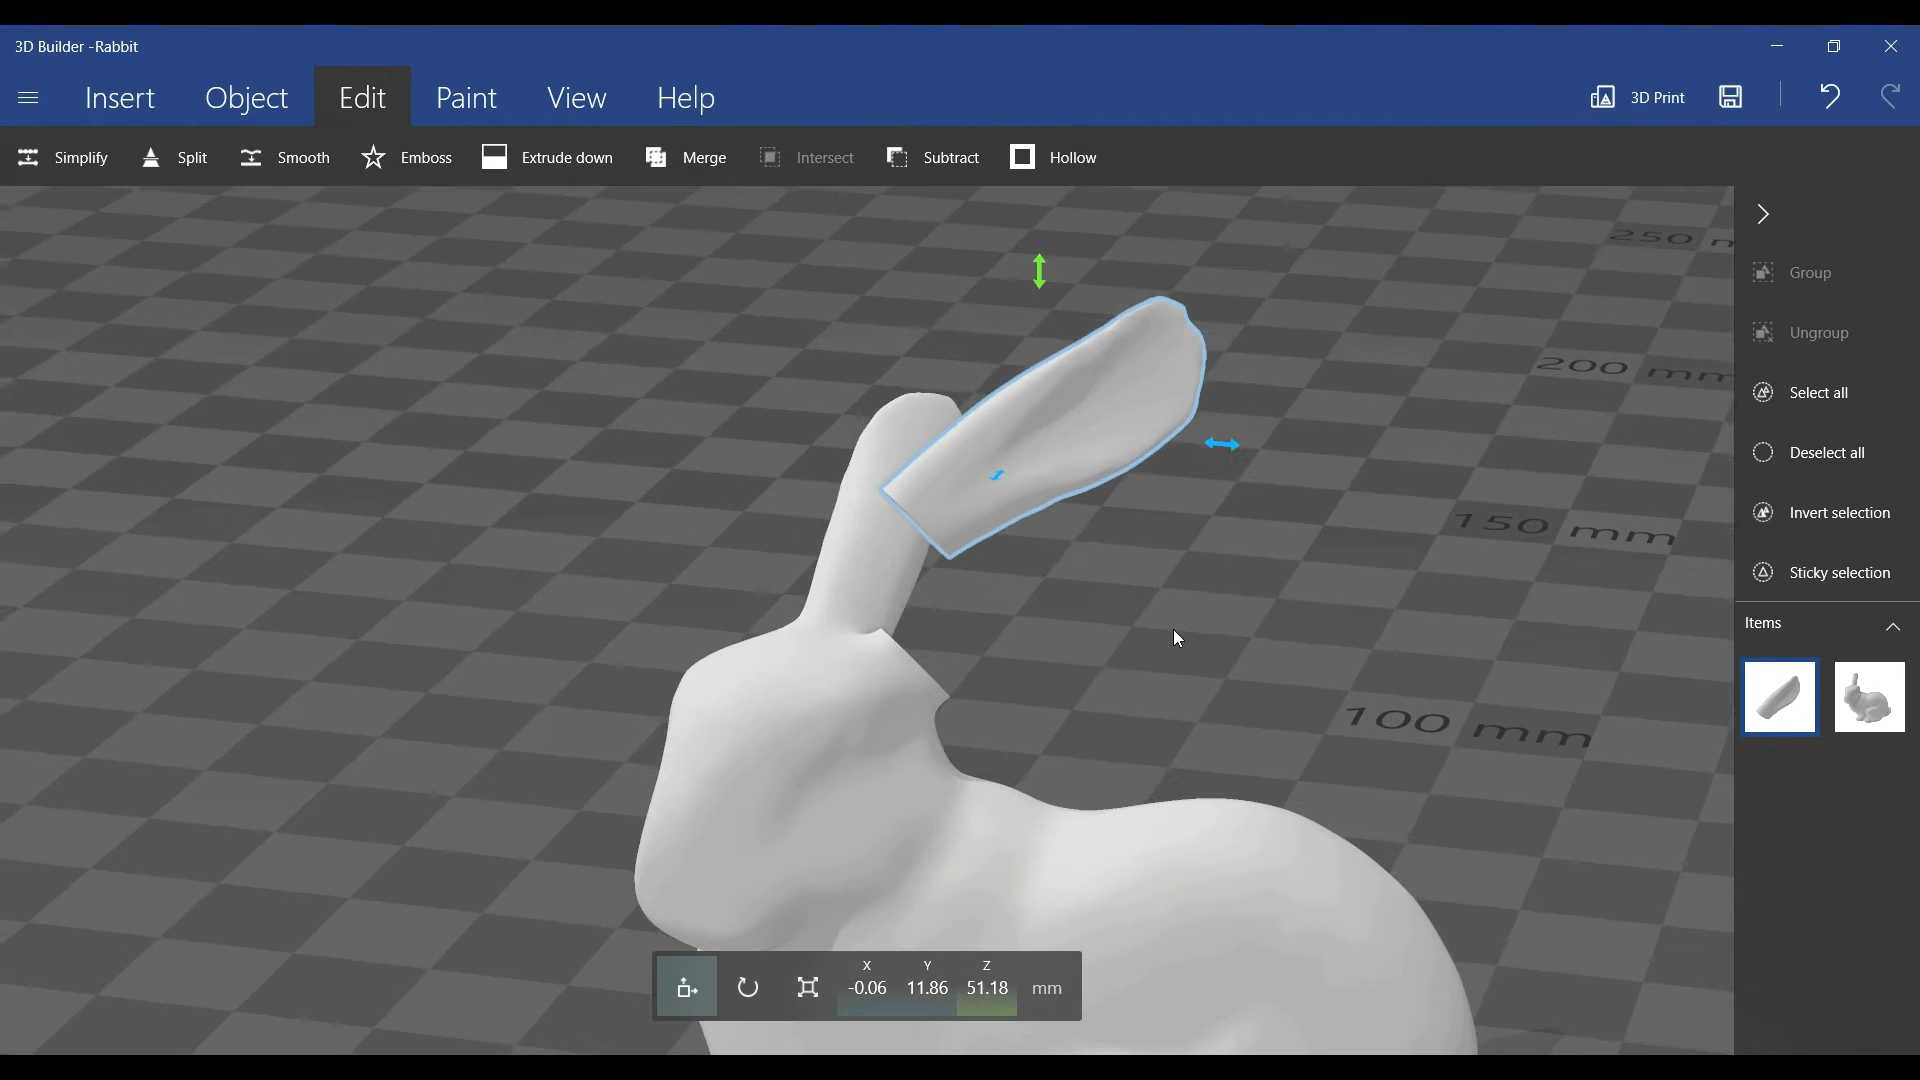 3D Builder -Rabbit
Insert Object Edit Paint View Help 3D Print
Simplify Split Smooth Emboss Extrude down Merge Intersect Subtract Hollow
250 m
Group
Ungroup
200 mm
Select all
Deselect all
Invert selection
150 mm
Sticky selection
Items
100 mm
X Y Z
-0.06 11.86 51.18 mm